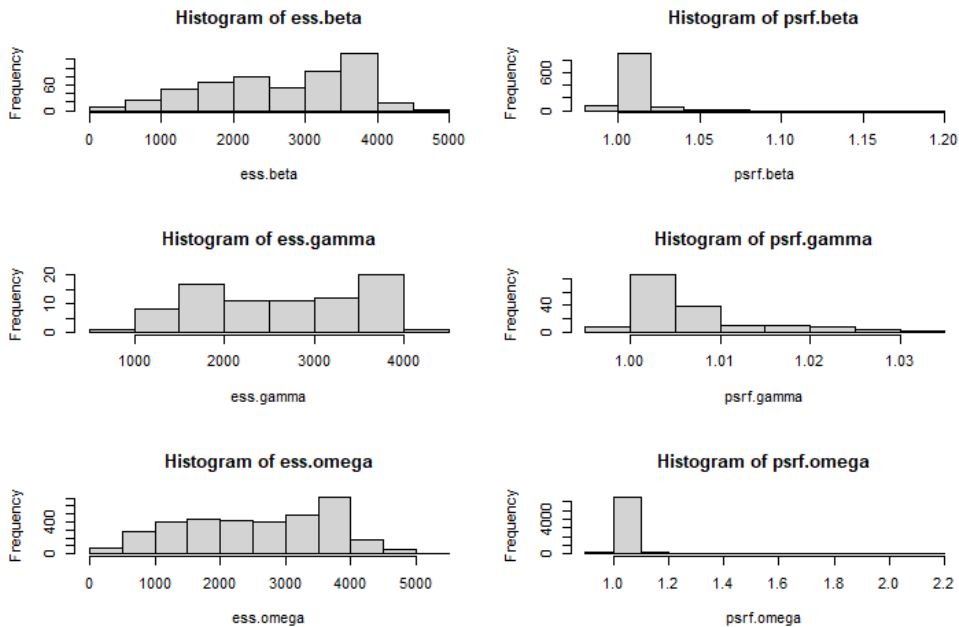 Histogram of ess.beta
Frequency
0 60
0 1000 2000 3000 4000 5000
ess.beta
Histogram of psrf.beta
Frequency
0 600
1.00 1.05 1.10 1.15 1.20
psrf.beta
Histogram of ess.gamma
Frequency
0 10 20
1000 2000 3000 4000
ess.gamma
Histogram of psrf.gamma
Frequency
0 40
1.00 1.01 1.02 1.03
psrf.gamma
Histogram of ess.omega
Frequency
0 400
0 1000 2000 3000 4000 5000
ess.omega
Histogram of psrf.omega
Frequency
0 4000
1.0 1.2 1.4 1.6 1.8 2.0 2.2
psrf.omega